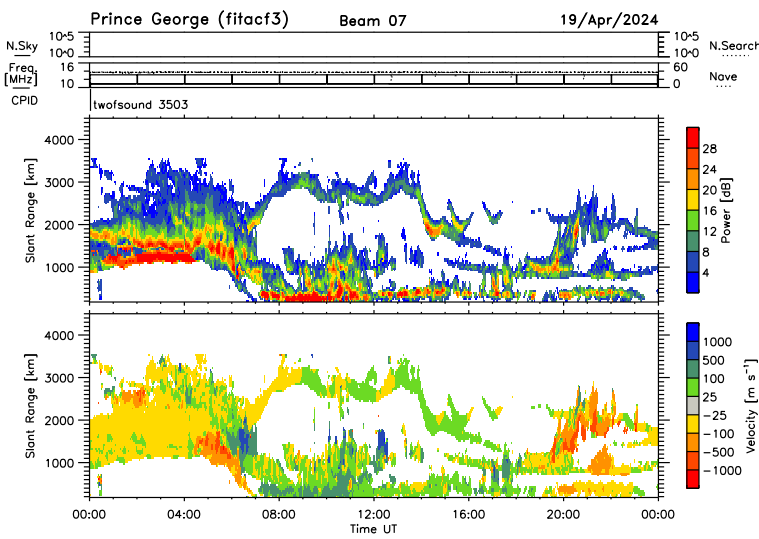 Prince George (fitacf3) Beam 07 19/Apr/2024
N.Sky 10^5 10^5 N.Search
10^0 10^0
Freq. 16 60
[MHz] 10 0 Nave
CPID twofsound 3503
Slant Range [km]
4000
3000
2000
1000
Power [dB]
28
24
20
16
12
8
4
Slant Range [km]
4000
3000
2000
1000
Velocity [m s⁻¹]
1000
500
100
25
−25
−100
−500
−1000
00:00 04:00 08:00 12:00 16:00 20:00 00:00
Time UT